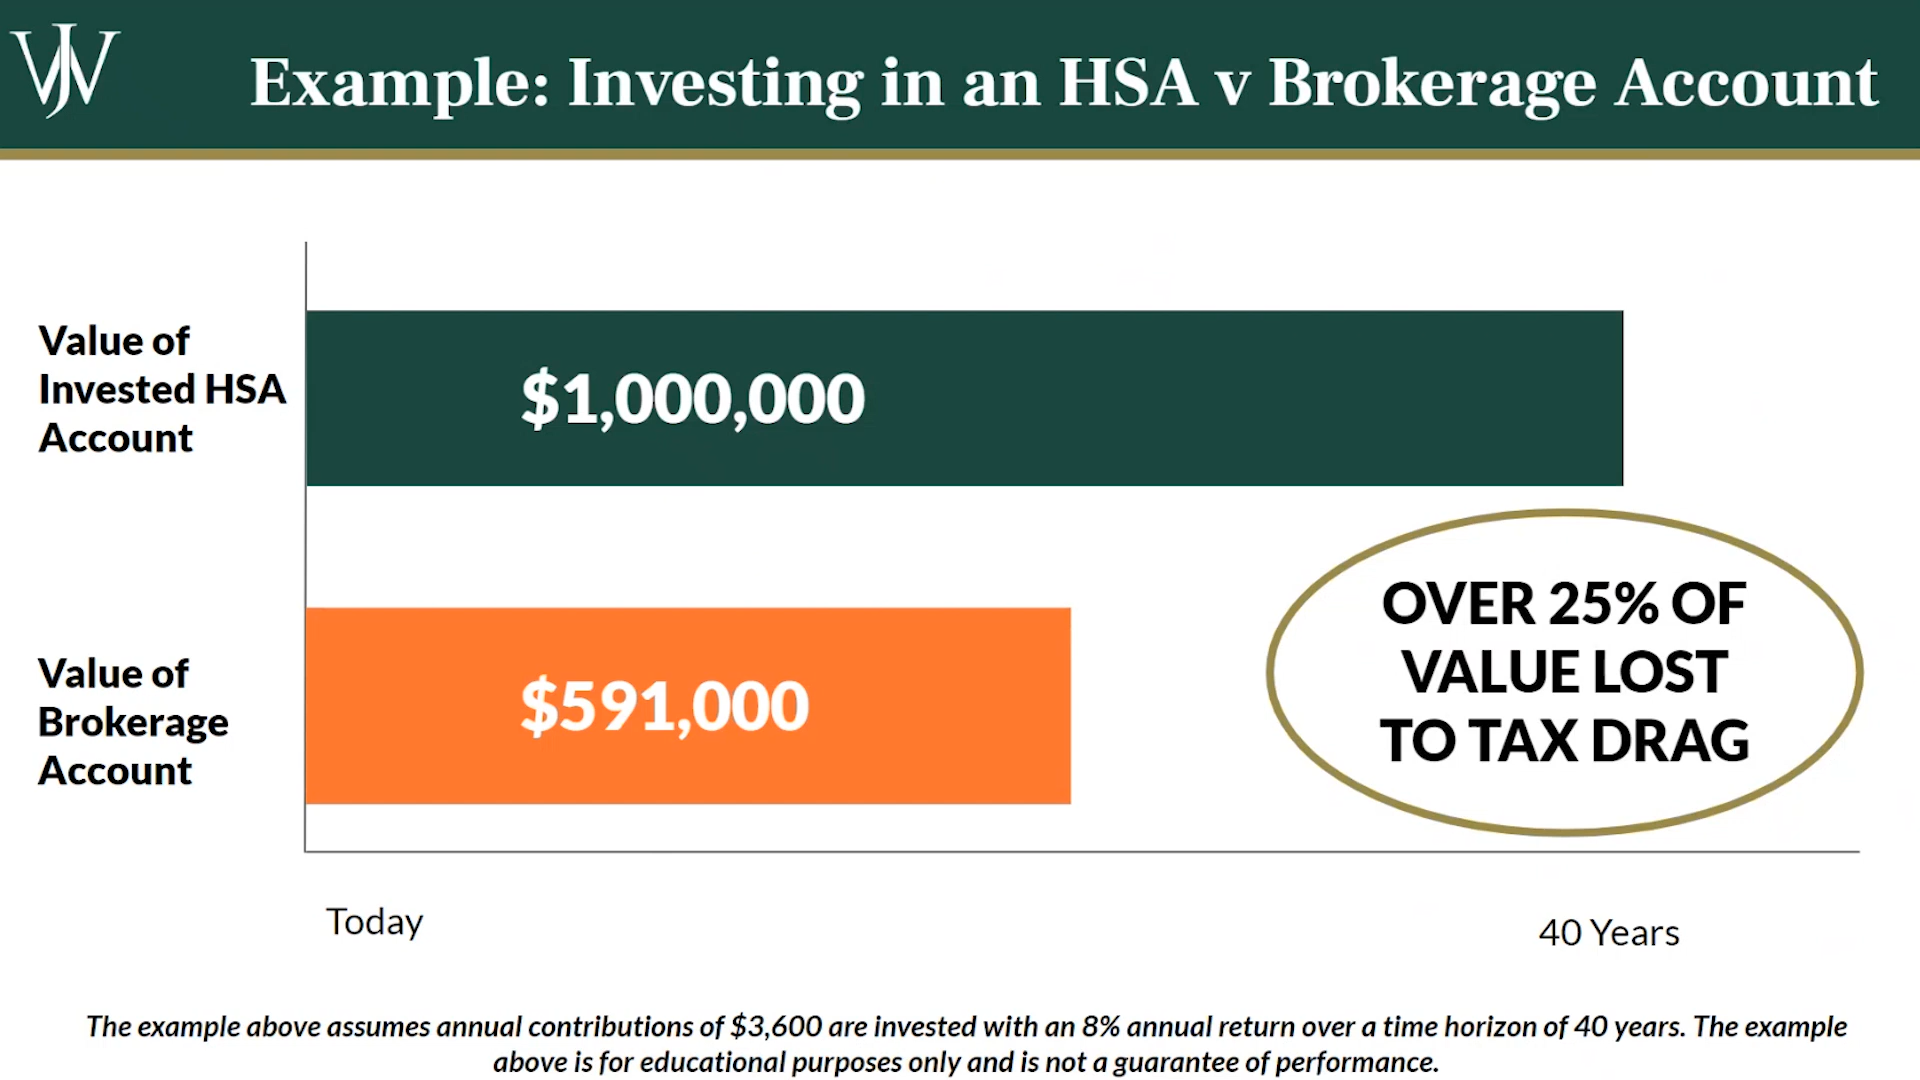 Example: Investing in an HSA v Brokerage Account
Value of
Invested HSA
Account
$1,000,000
Value of
Brokerage
Account
$591,000
OVER 25% OF
VALUE LOST
TO TAX DRAG
Today
40 Years
The example above assumes annual contributions of $3,600 are invested with an 8% annual return over a time horizon of 40 years. The example
above is for educational purposes only and is not a guarantee of performance.